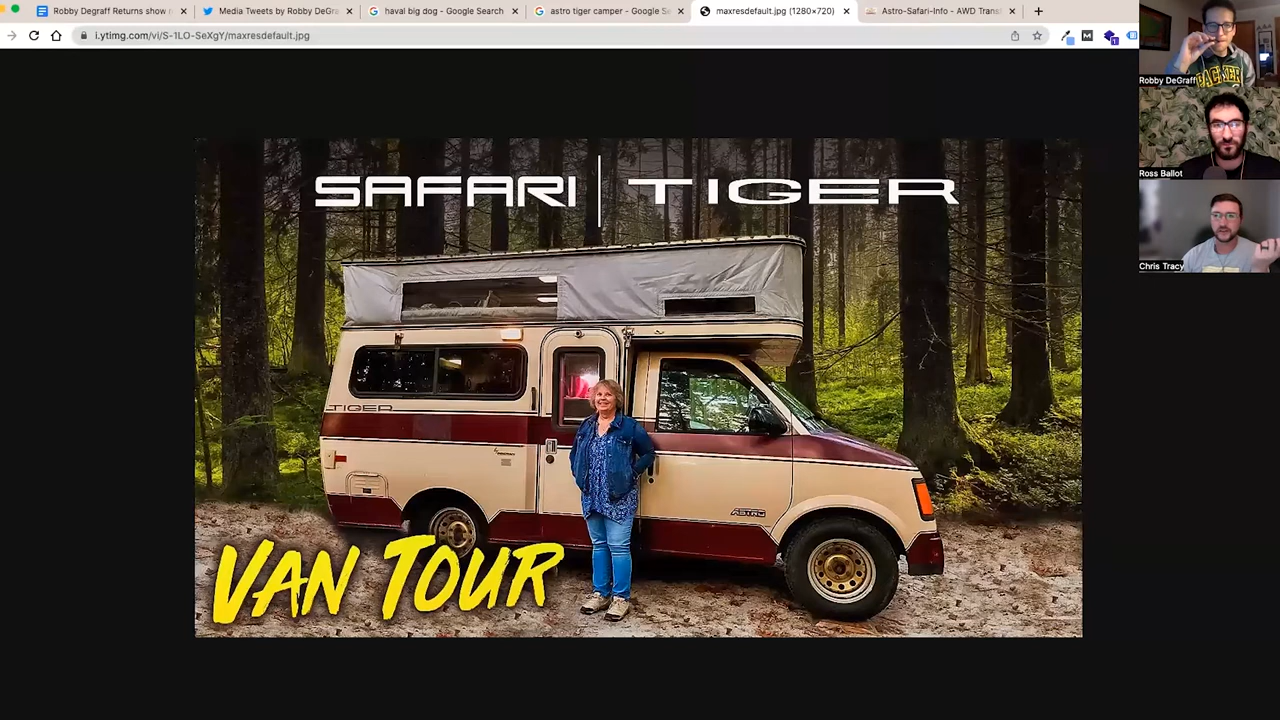 Robby Degraff Returns show n
Media Tweets by Robby DeGra
haval big dog - Google Search
astro tiger camper - Google Se
maxresdefault.jpg (1280×720)
Astro-Safari-Info - AWD Trans
i.ytimg.com/vi/S-1LO-SeXgY/maxresdefault.jpg
Robby DeGraff
PACKER
Ross Ballot
Chris Tracy
SAFARI | TIGER
TIGER
ASTRO
VAN TOUR